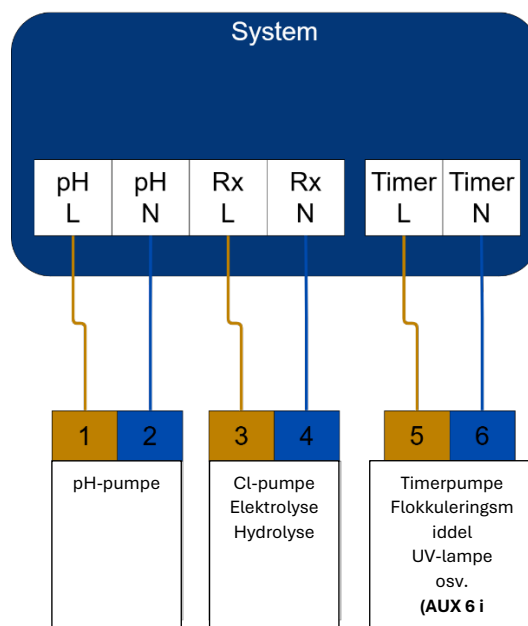 System
pH pH Rx Rx Timer Timer
L N L N L N
1 2 3 4 5 6
pH-pumpe
Cl-pumpe
Elektrolyse
Hydrolyse
Timerpumpe
Flokkuleringsm
iddel
UV-lampe
osv.
(AUX 6 i